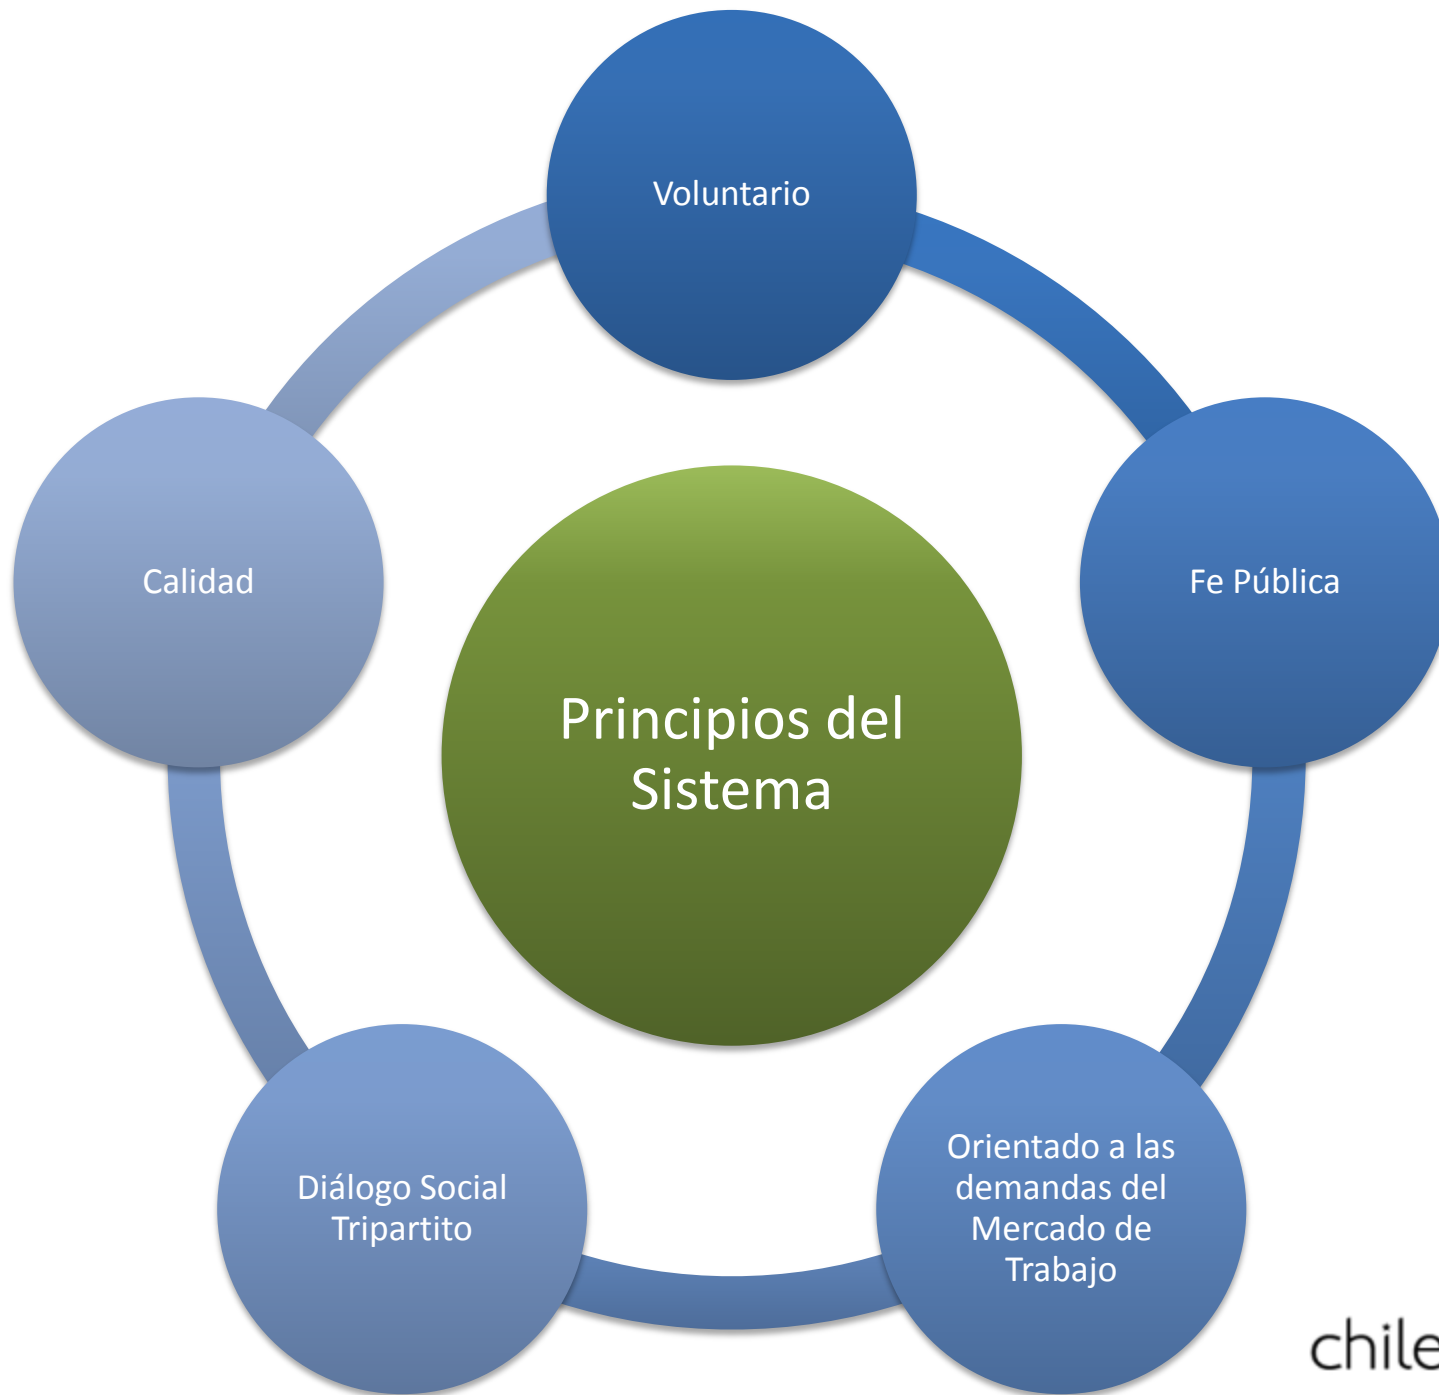 Voluntario
Fe Pública
Orientado a las
demandas del
Mercado de
Trabajo
Diálogo Social
Tripartito
Calidad
Principios del
Sistema
chile